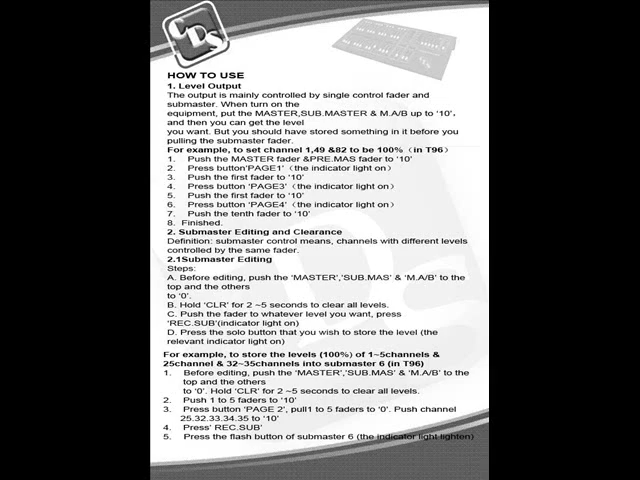 CDS
HOW TO USE
1. Level Output
The output is mainly controlled by single control fader and
submaster. When turn on the
equipment, put the MASTER,SUB.MASTER & M.A/B up to ‘10’,
and then you can get the level
you want. But you should have stored something in it before you
pulling the submaster fader.
For example, to set channel 1,49 &82 to be 100%（in T96）
1. Push the MASTER fader &PRE.MAS fader to ‘10’
2. Press button‘PAGE1’（the indicator light on）
3. Push the first fader to ‘10’
4. Press button ‘PAGE3’（the indicator light on）
5. Push the first fader to ‘10’
6. Press button ‘PAGE4’（the indicator light on）
7. Push the tenth fader to ‘10’
8. Finished.
2. Submaster Editing and Clearance
Definition: submaster control means, channels with different levels
controlled by the same fader.
2.1Submaster Editing
Steps:
A. Before editing, push the ‘MASTER’,‘SUB.MAS’ & ‘M.A/B’ to the
top and the others
to ‘0’.
B. Hold ‘CLR’ for 2 ~5 seconds to clear all levels.
C. Push the fader to whatever level you want, press
‘REC.SUB’(indicator light on)
D. Press the solo button that you wish to store the level (the
relevant indicator light on)
For example, to store the levels (100%) of 1~5channels &
25channel & 32~35channels into submaster 6 (in T96)
1. Before editing, push the ‘MASTER’,‘SUB.MAS’ & ‘M.A/B’ to the
top and the others
to ‘0’. Hold ‘CLR’ for 2 ~5 seconds to clear all levels.
2. Push 1 to 5 faders to ‘10’
3. Press button ‘PAGE 2’, pull1 to 5 faders to ‘0’. Push channel
25.32.33.34.35 to ‘10’
4. Press’ REC.SUB’
5. Press the flash button of submaster 6 (the indicator light lighten)